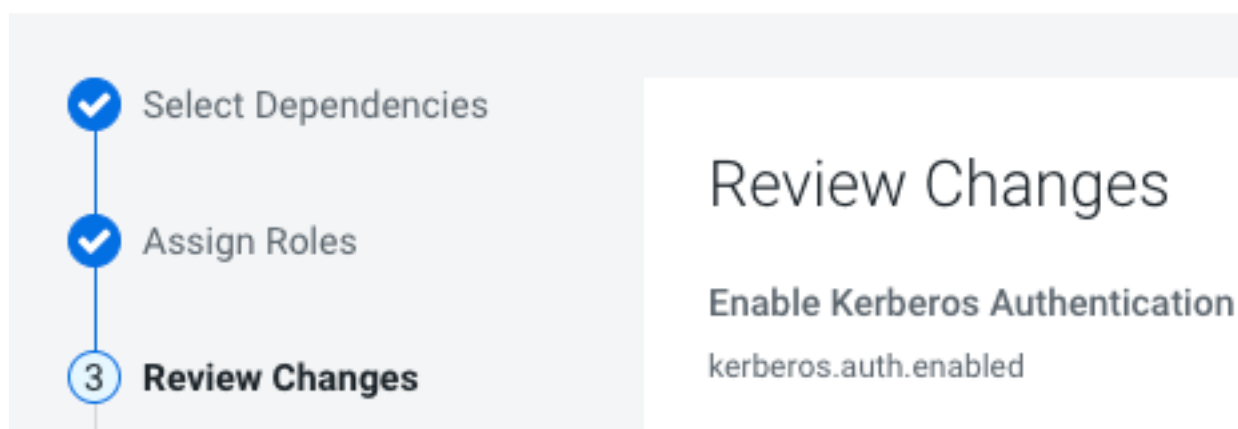 Select Dependencies
Assign Roles
3 Review Changes
Review Changes
Enable Kerberos Authentication
kerberos.auth.enabled